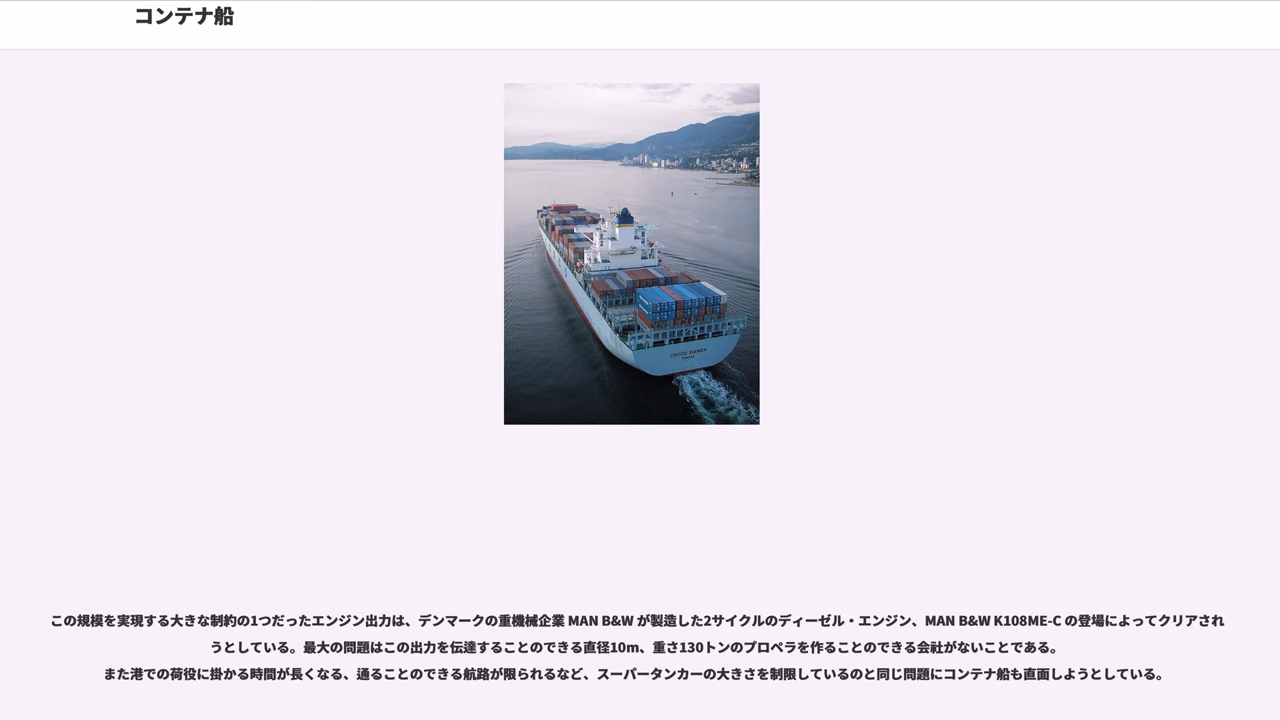 コンテナ船
COSCO XIAMEN
この規模を実現する大きな制約の1つだったエンジン出力は、デンマークの重機械企業 MAN B&W が製造した2サイクルのディーゼル・エンジン、MAN B&W K108ME-C の登場によってクリアされ
うとしている。最大の問題はこの出力を伝達することのできる直径10m、重さ130トンのプロペラを作ることのできる会社がないことである。
また港での荷役に掛かる時間が長くなる、通ることのできる航路が限られるなど、スーパータンカーの大きさを制限しているのと同じ問題にコンテナ船も直面しようとしている。